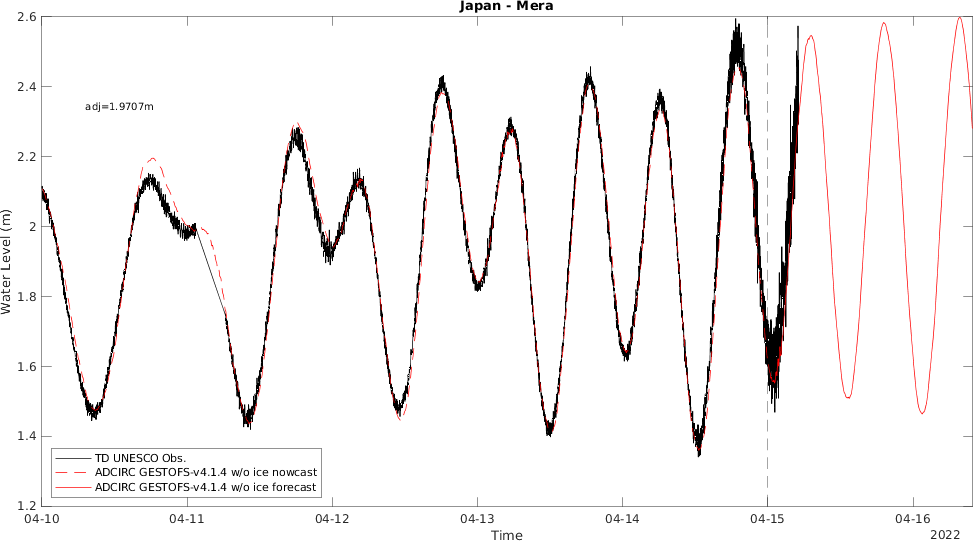 Japan - Mera
2.6
2.4
adj=1.9707m
2.2
2
Water Level (m)
1.8
1.6
1.4
TD UNESCO Obs.
ADCIRC GESTOFS-v4.1.4 w/o ice nowcast
ADCIRC GESTOFS-v4.1.4 w/o ice forecast
1.2
04-10 04-11 04-12 04-13 04-14 04-15 04-16
Time
2022